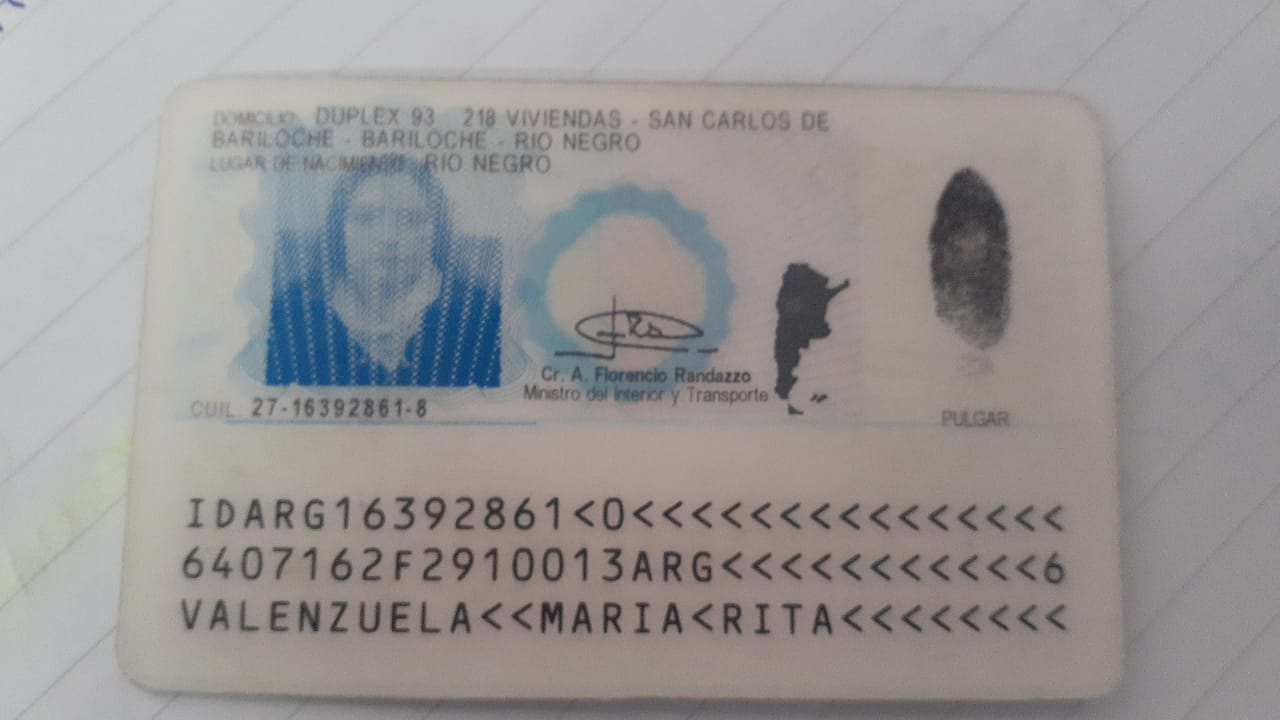 DOMICILIO: DUPLEX 93 218 VIVIENDAS - SAN CARLOS DE
BARILOCHE - BARILOCHE - RIO NEGRO
LUGAR DE NACIMIENTO: RIO NEGRO
Cr. A. Florencio Randazzo
Ministro del Interior y Transporte
CUIL 27-16392861-8
PULGAR
IDARG16392861<0<<<<<<<<<<<<<<<
6407162F2910013ARG<<<<<<<<<<<6
VALENZUELA<<MARIA<RITA<<<<<<<<